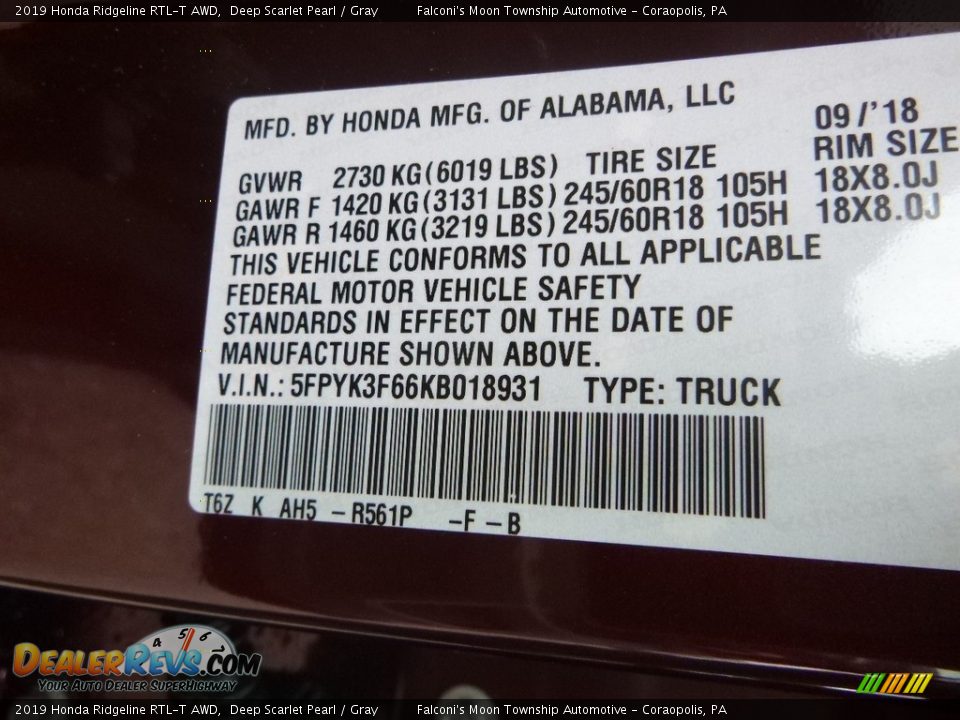 2019 Honda Ridgeline RTL-T AWD,  Deep Scarlet Pearl / Gray    Falconi's Moon Township Automotive - Coraopolis, PA
MFD. BY HONDA MFG. OF ALABAMA, LLC    09/'18
GVWR    2730 KG(6019 LBS)    TIRE SIZE    RIM SIZE
GAWR F 1420 KG(3131 LBS) 245/60R18 105H    18X8.0J
GAWR R 1460 KG(3219 LBS) 245/60R18 105H    18X8.0J
THIS VEHICLE CONFORMS TO ALL APPLICABLE
FEDERAL MOTOR VEHICLE SAFETY
STANDARDS IN EFFECT ON THE DATE OF
MANUFACTURE SHOWN ABOVE.
V.I.N.: 5FPYK3F66KB018931    TYPE: TRUCK
T6Z  K  AH5  - R561P    -F - B
4 5 6
DEALERREVS.COM
YOUR AUTO DEALER SUPERHIGHWAY
2019 Honda Ridgeline RTL-T AWD,  Deep Scarlet Pearl / Gray    Falconi's Moon Township Automotive - Coraopolis, PA